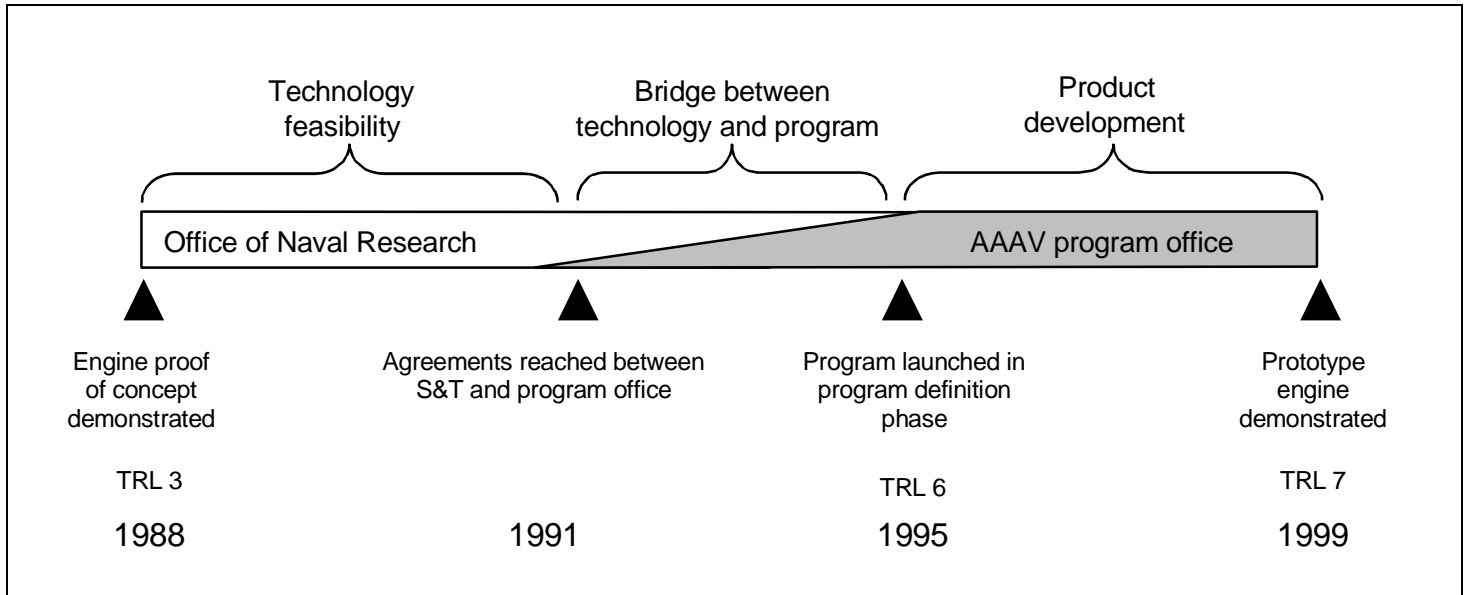 Technology
feasibility
Bridge between
technology and program
Product
development
Office of Naval Research
AAAV program office
Engine proof
of concept
demonstrated
Agreements reached between
S&T and program office
Program launched in
program definition
phase
Prototype
engine
demonstrated
TRL 3
TRL 6
TRL 7
1988
1991
1995
1999